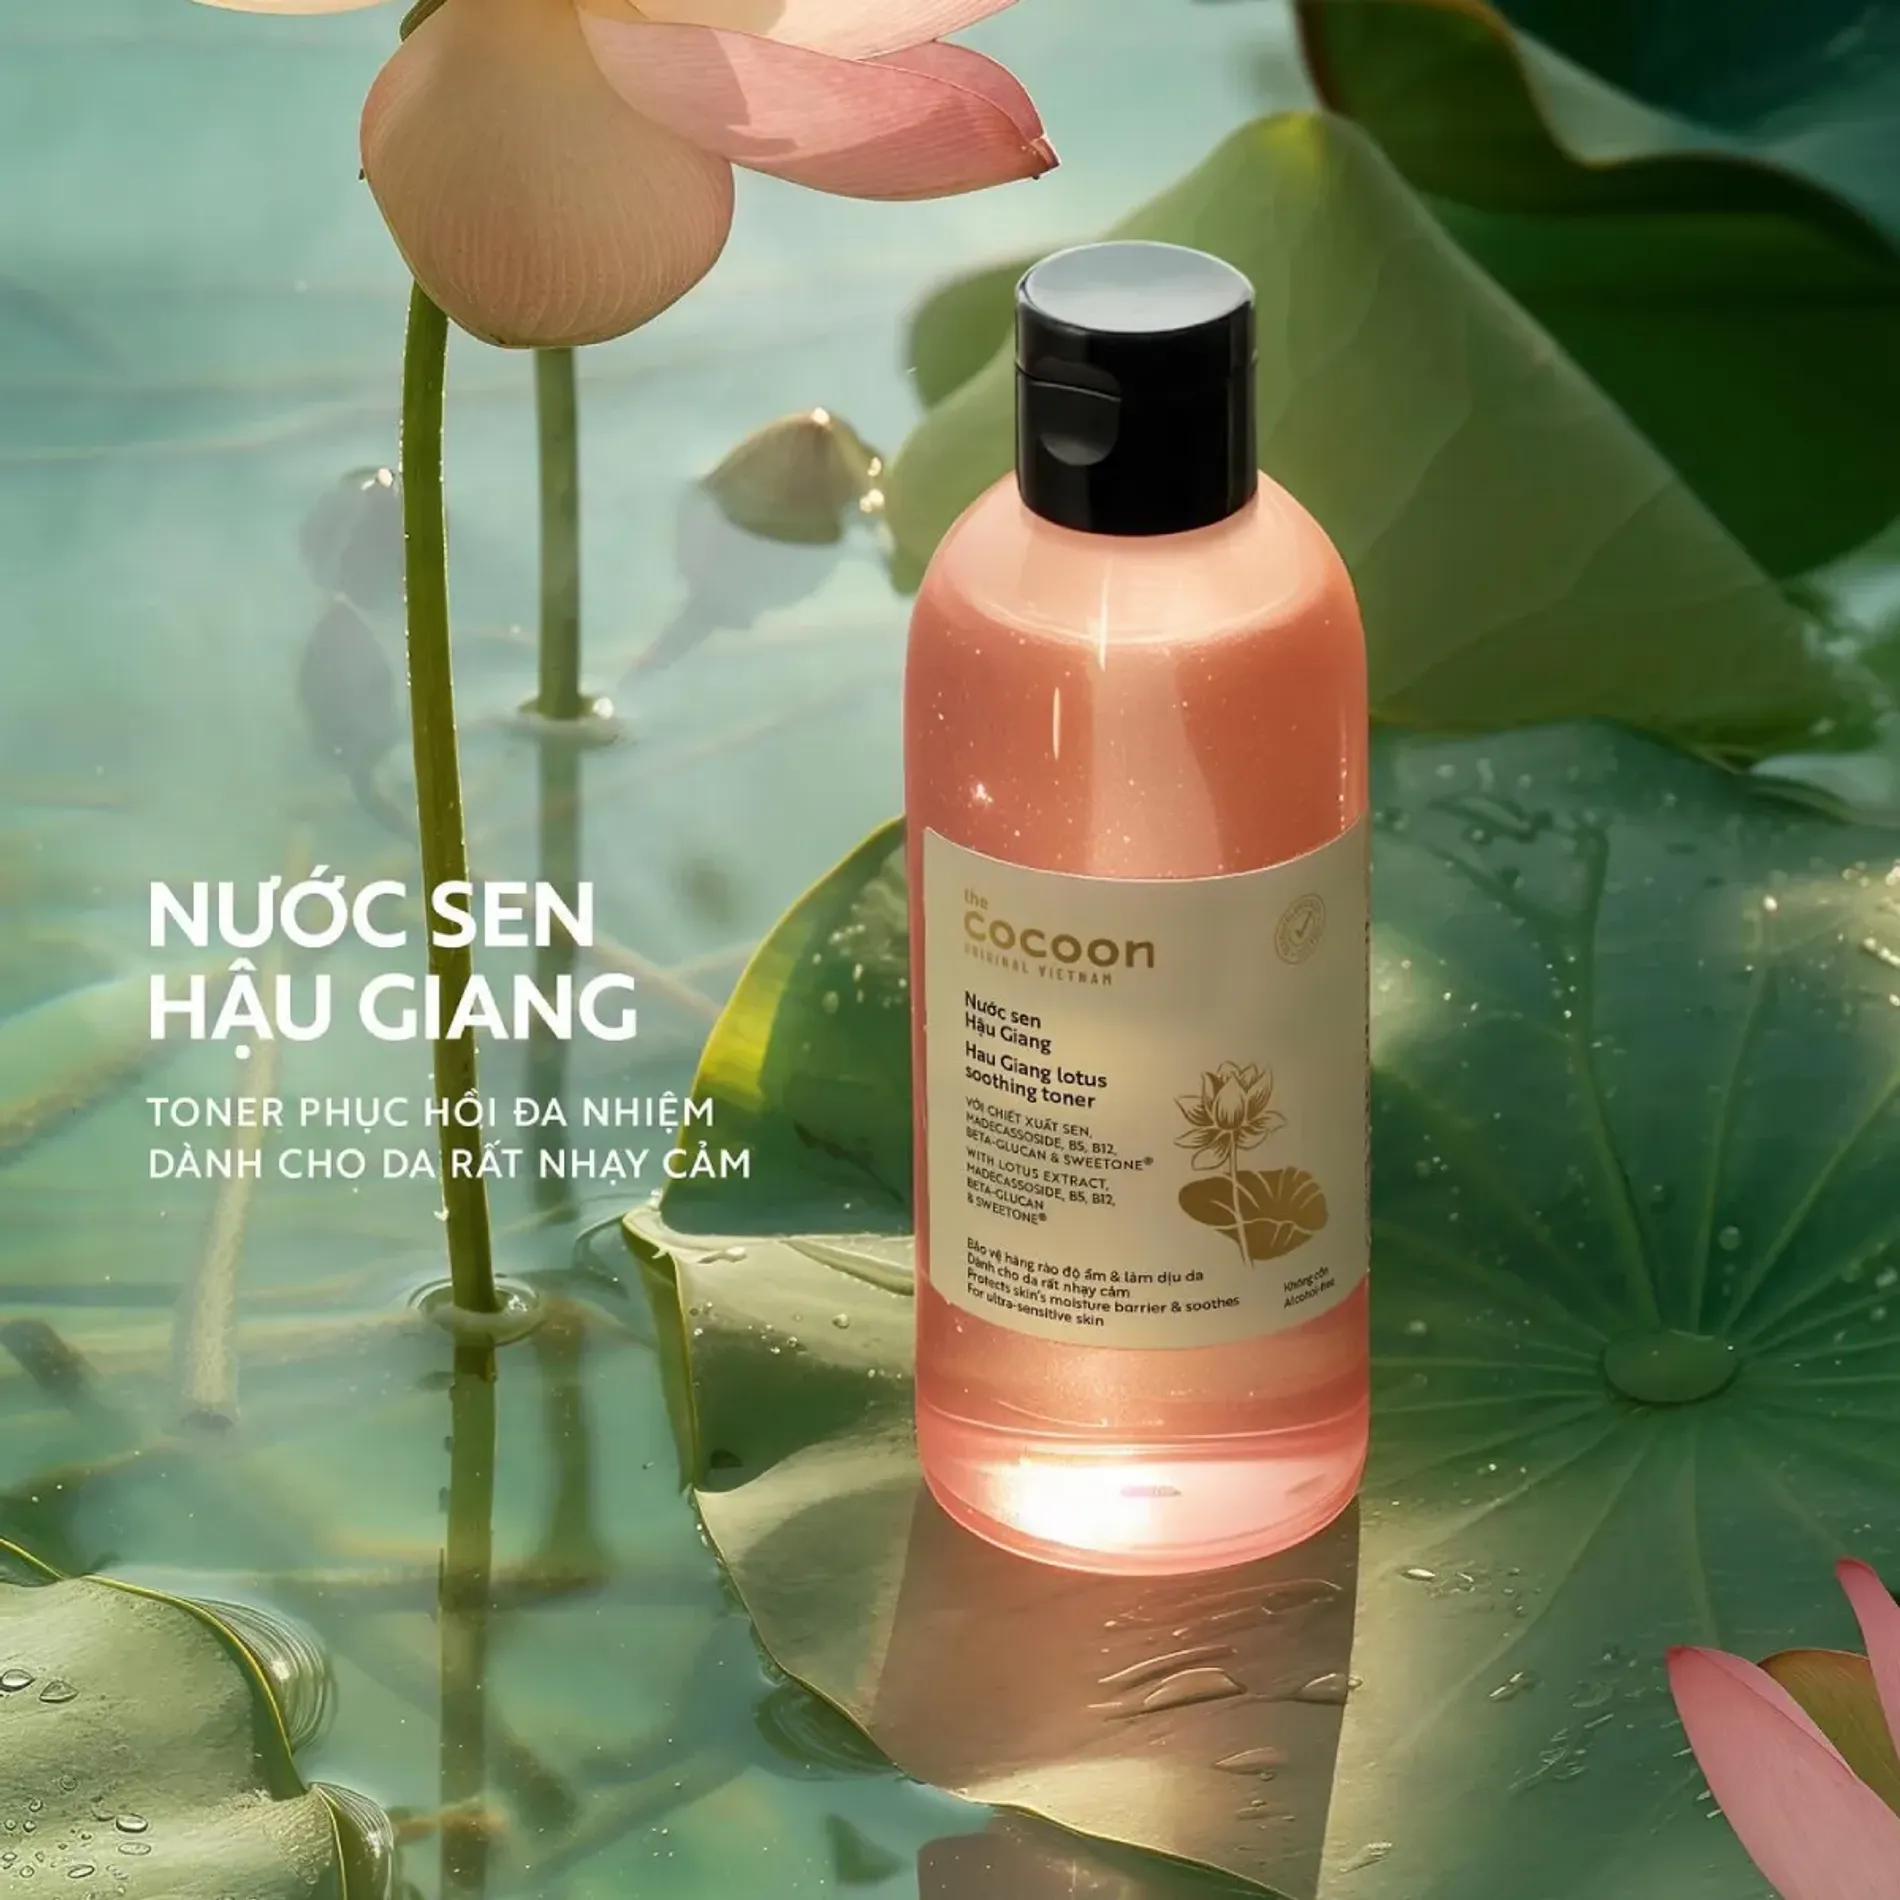 NƯỚC SEN
HẬU GIANG
TONER PHỤC HỒI ĐA NHIỆM
DÀNH CHO DA RẤT NHẠY CẢM
the
cocoon
ORIGINAL VIETNAM
Nước sen
Hậu Giang
Hau Giang lotus
soothing toner
VỚI CHIẾT XUẤT SEN,
MADECASSOSIDE, B5, B12,
BETA-GLUCAN & SWEETONE®
WITH LOTUS EXTRACT,
MADECASSOSIDE, B5, B12,
BETA-GLUCAN
& SWEETONE®
Bảo vệ hàng rào độ ẩm & làm dịu da
Dành cho da rất nhạy cảm
Protects skin's moisture barrier & soothes
For ultra-sensitive skin
Không cồn
Alcohol-free